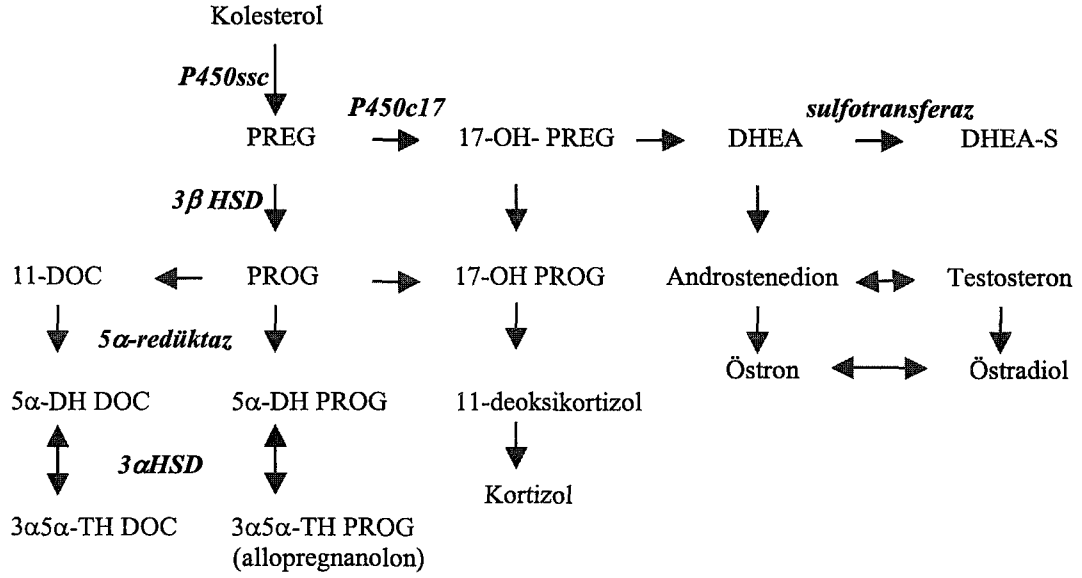 Kolesterol
P450ssc
P450c17
sulfotransferaz
PREG
17-OH- PREG
DHEA
DHEA-S
3β HSD
11-DOC
PROG
17-OH PROG
Androstenedion
Testosteron
5α-redüktaz
Östron
Östradiol
5α-DH DOC
5α-DH PROG
11-deoksikortizol
3αHSD
Kortizol
3α5α-TH DOC
3α5α-TH PROG
(allopregnanolon)